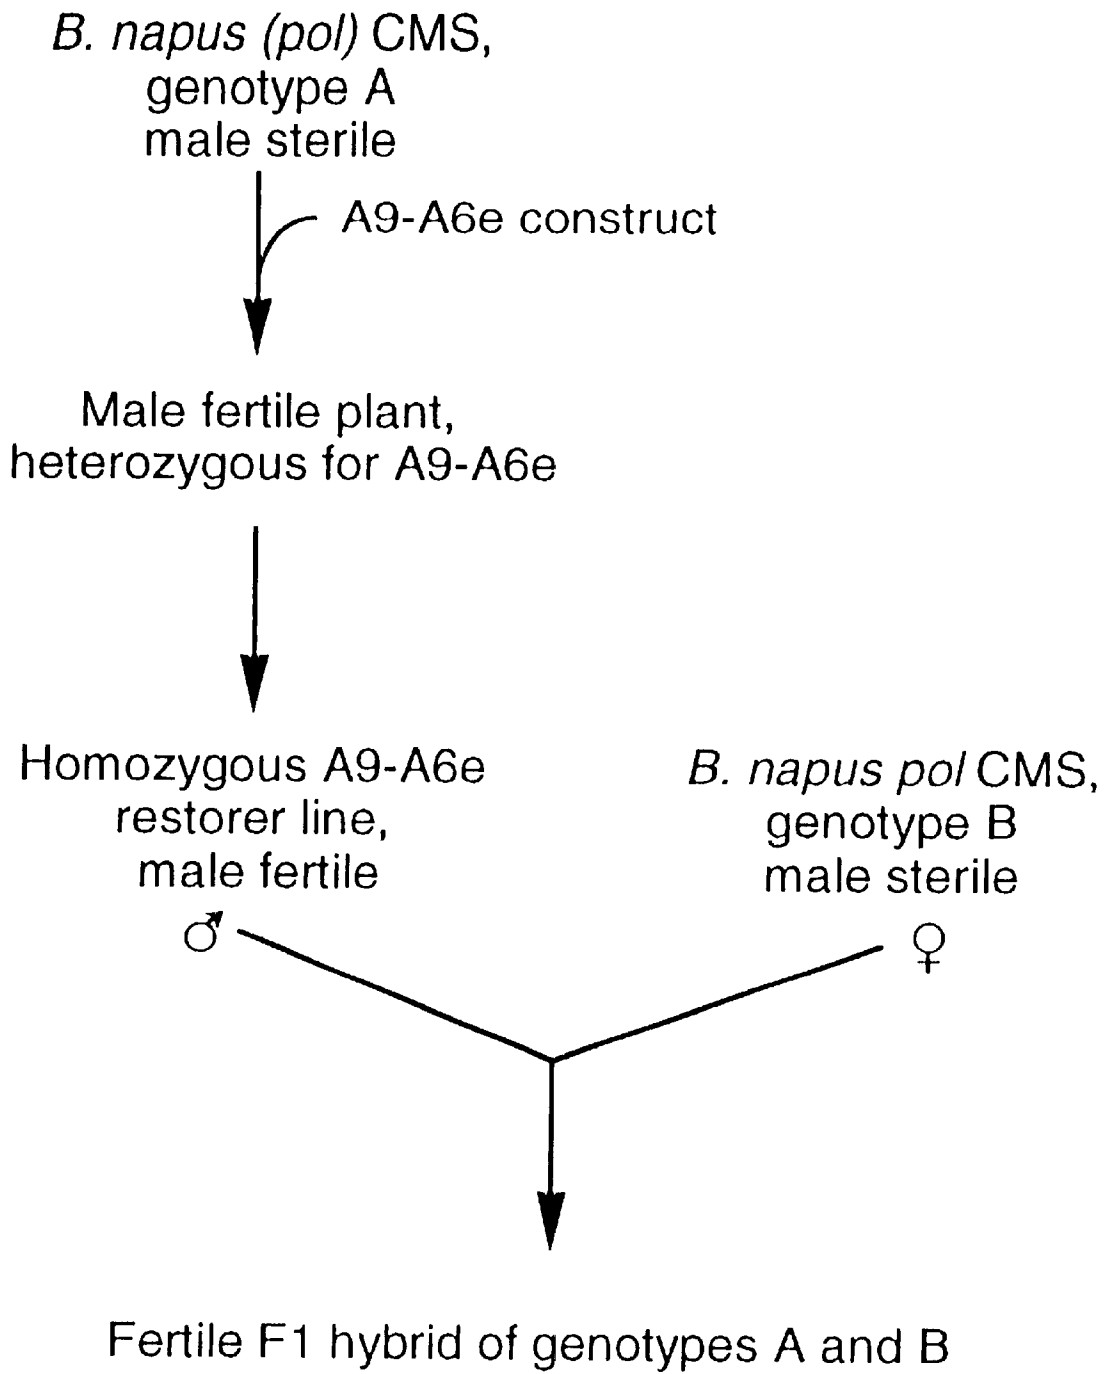 B. napus (pol) CMS,
genotype A
male sterile
A9-A6e construct
Male fertile plant,
heterozygous for A9-A6e
Homozygous A9-A6e
restorer line,
male fertile
♂
B. napus pol CMS,
genotype B
male sterile
♀
Fertile F1 hybrid of genotypes A and B